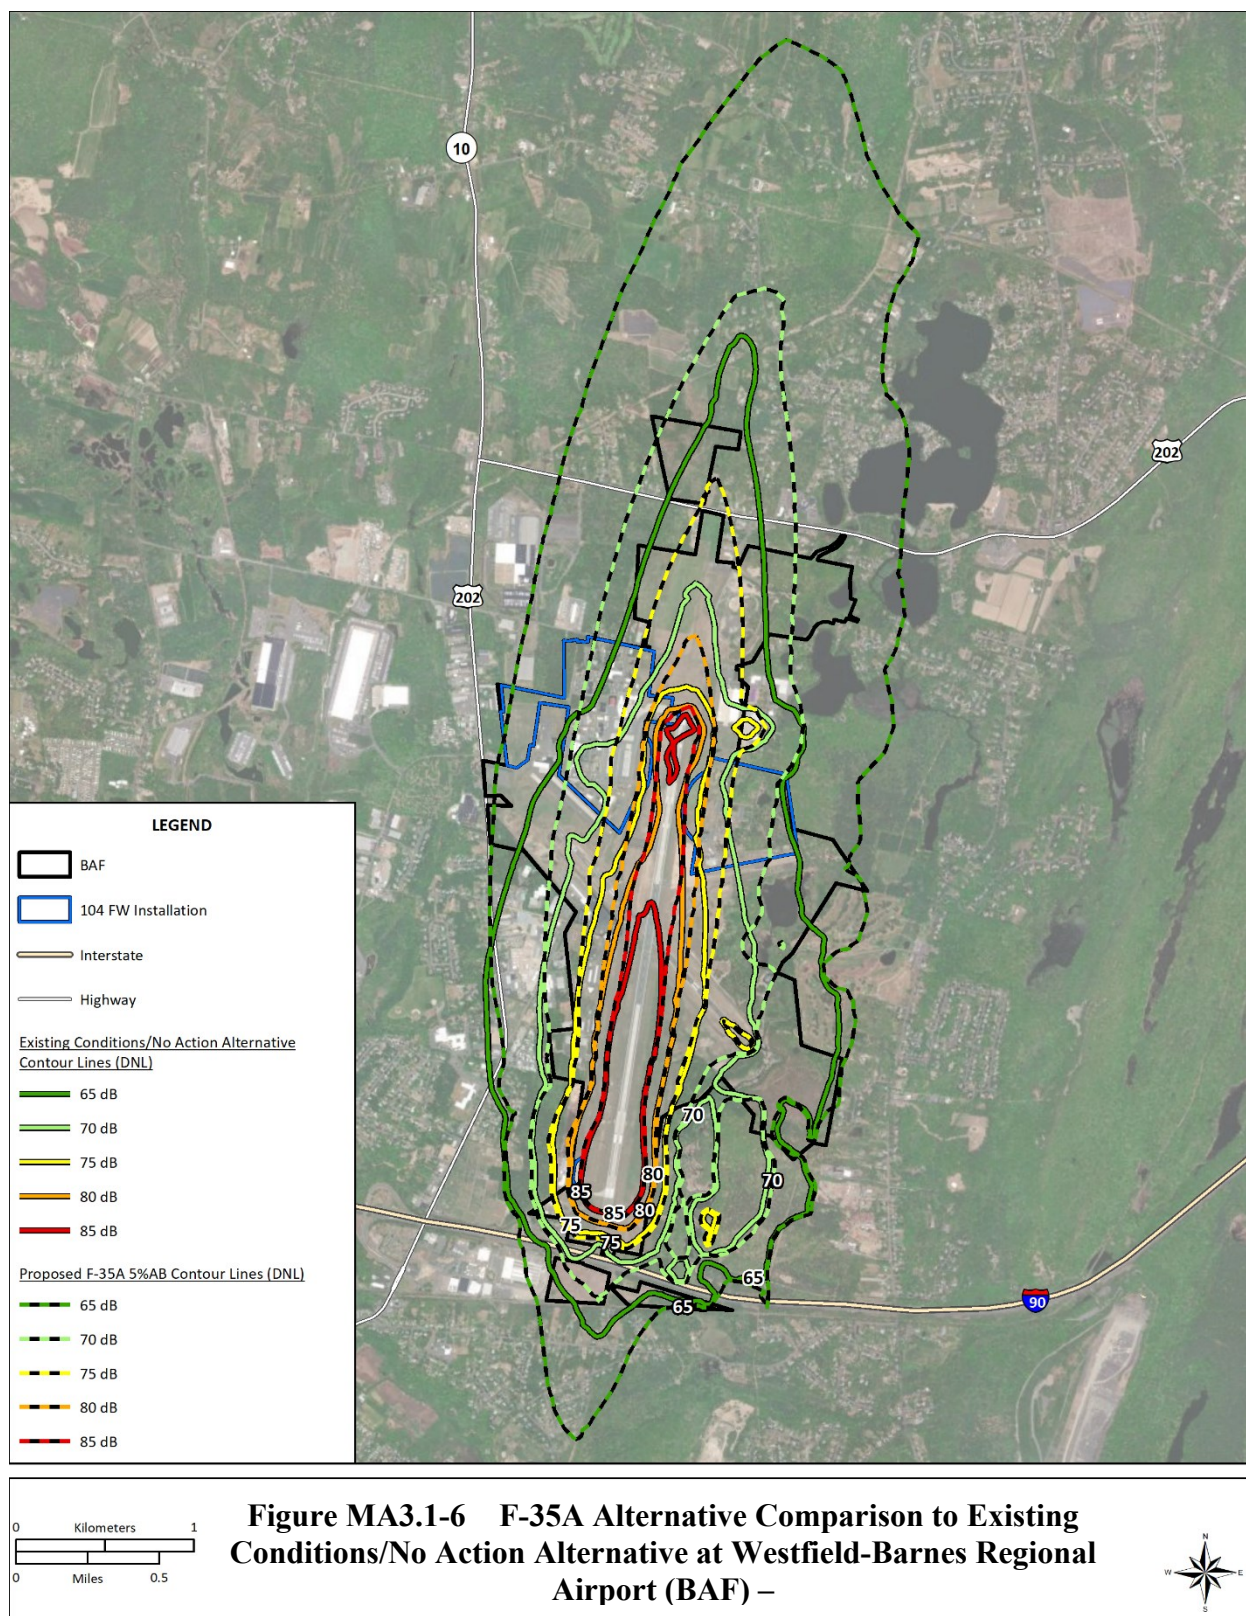 10
202
202
LEGEND
BAF
104 FW Installation
Interstate
Highway
Existing Conditions/No Action Alternative
Contour Lines (DNL)
65 dB
70 dB
75 dB
80 dB
85 dB
Proposed F-35A 5%AB Contour Lines (DNL)
65 dB
70 dB
75 dB
80 dB
85 dB
70
80
70
85
85
80
75
75
65
65
90
0 Kilometers 1
0 Miles 0.5
Figure MA3.1-6 F-35A Alternative Comparison to Existing
Conditions/No Action Alternative at Westfield-Barnes Regional
Airport (BAF) –
N
W
E
S